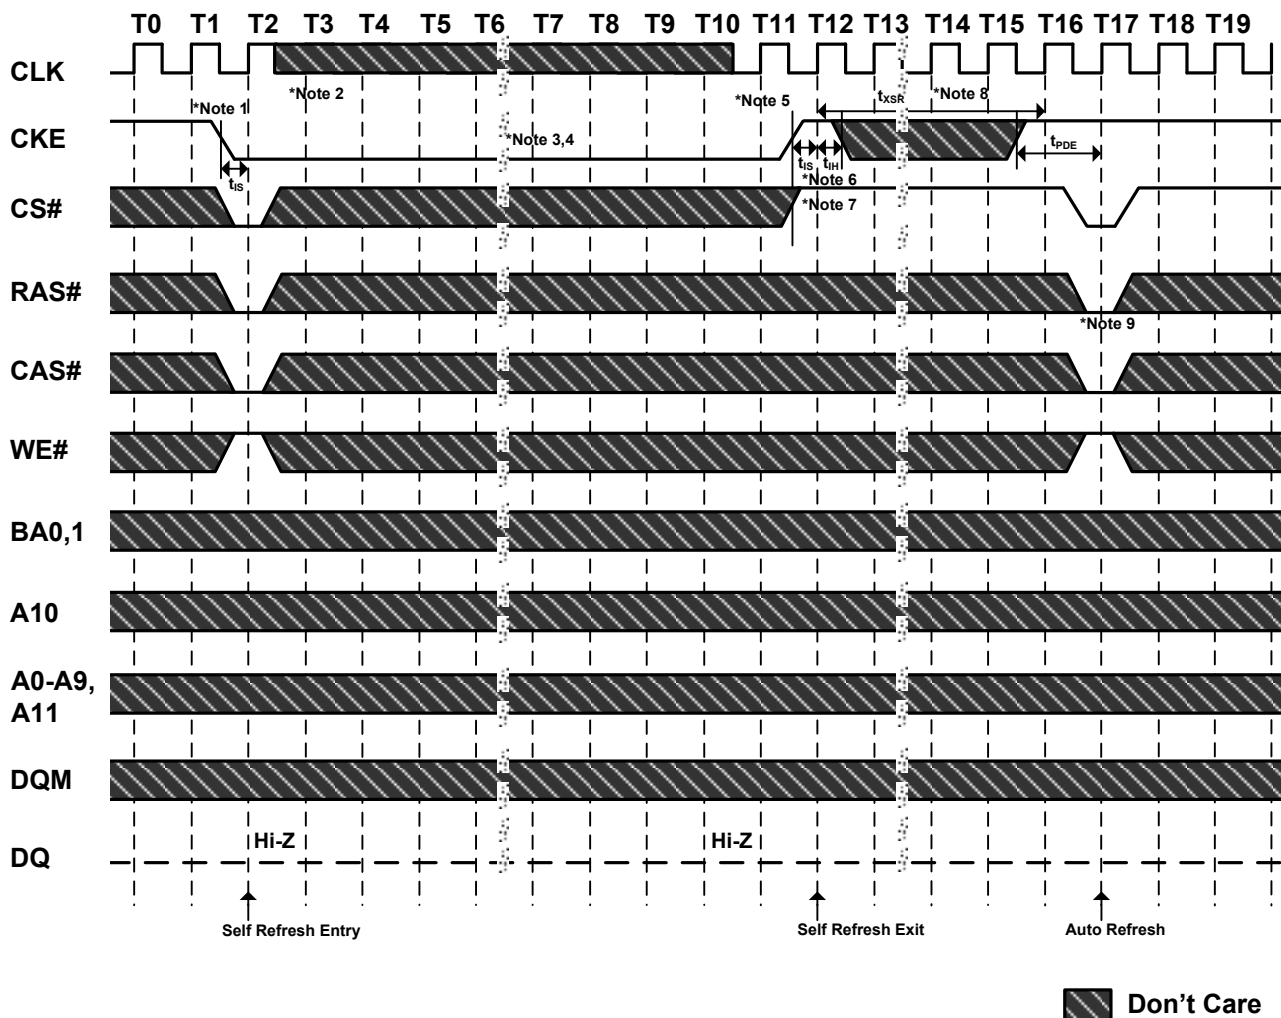 T0 T1 T2 T3 T4 T5 T6 T7 T8 T9 T10 T11 T12 T13 T14 T15 T16 T17 T18 T19
CLK
*Note 1 *Note 2 *Note 5 tXSR *Note 8
CKE *Note 3,4 tIS tIS tIH tPDE
*Note 6
CS# *Note 7
RAS#
*Note 9
CAS#
WE#
BA0,1
A10
A0-A9,
A11
DQM
Hi-Z Hi-Z
DQ
Self Refresh Entry Self Refresh Exit Auto Refresh
Don't Care